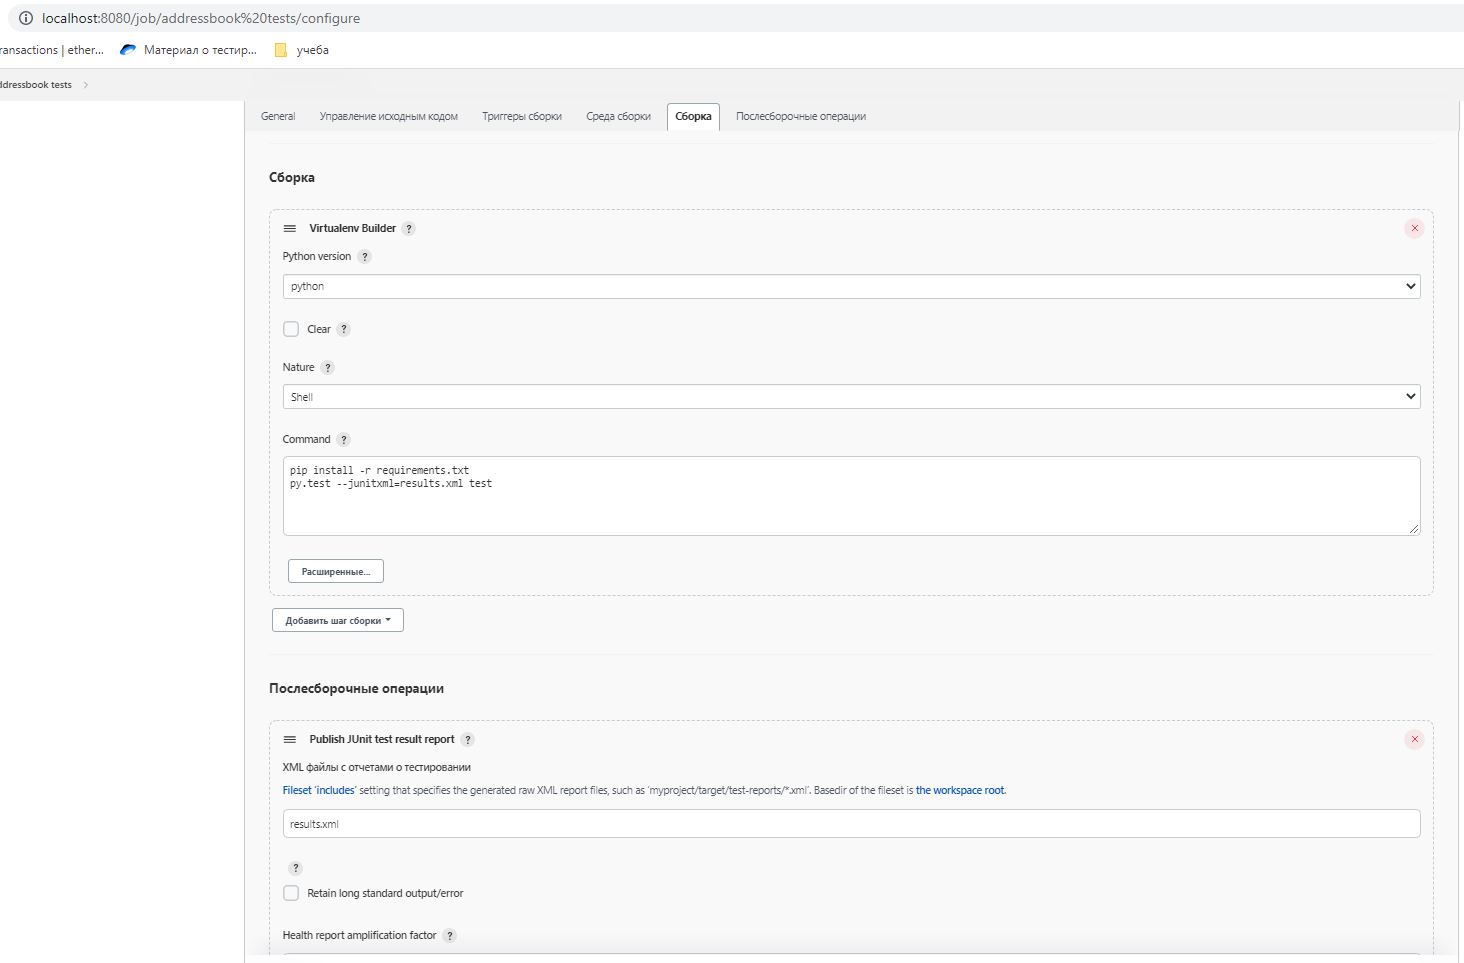 localhost:8080/job/addressbook%20tests/configure
ransactions | ether... Материал о тестир... учеба
ddressbook tests
General Управление исходным кодом Триггеры сборки Среда сборки Сборка Послесборочные операции
Сборка
Virtualenv Builder ?
Python version ?
python
Clear ?
Nature ?
Shell
Command ?
pip install -r requirements.txt
py.test --junitxml=results.xml test
Расширенные...
Добавить шаг сборки
Послесборочные операции
Publish JUnit test result report ?
XML файлы с отчетами о тестировании
Fileset 'includes' setting that specifies the generated raw XML report files, such as 'myproject/target/test-reports/*.xml'. Basedir of the fileset is the workspace root.
results.xml
?
Retain long standard output/error
Health report amplification factor ?